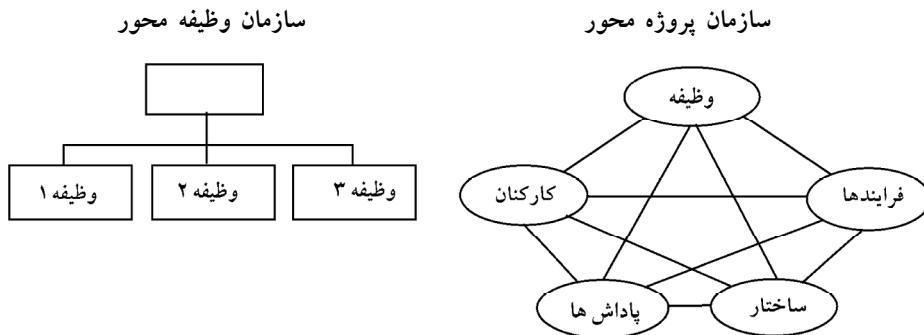 سازمان پروژه محور
سازمان وظیفه محور
وظیفه
فرایندها
کارکنان
ساختار
پاداش ها
وظیفه ۳
وظیفه ۲
وظیفه ۱